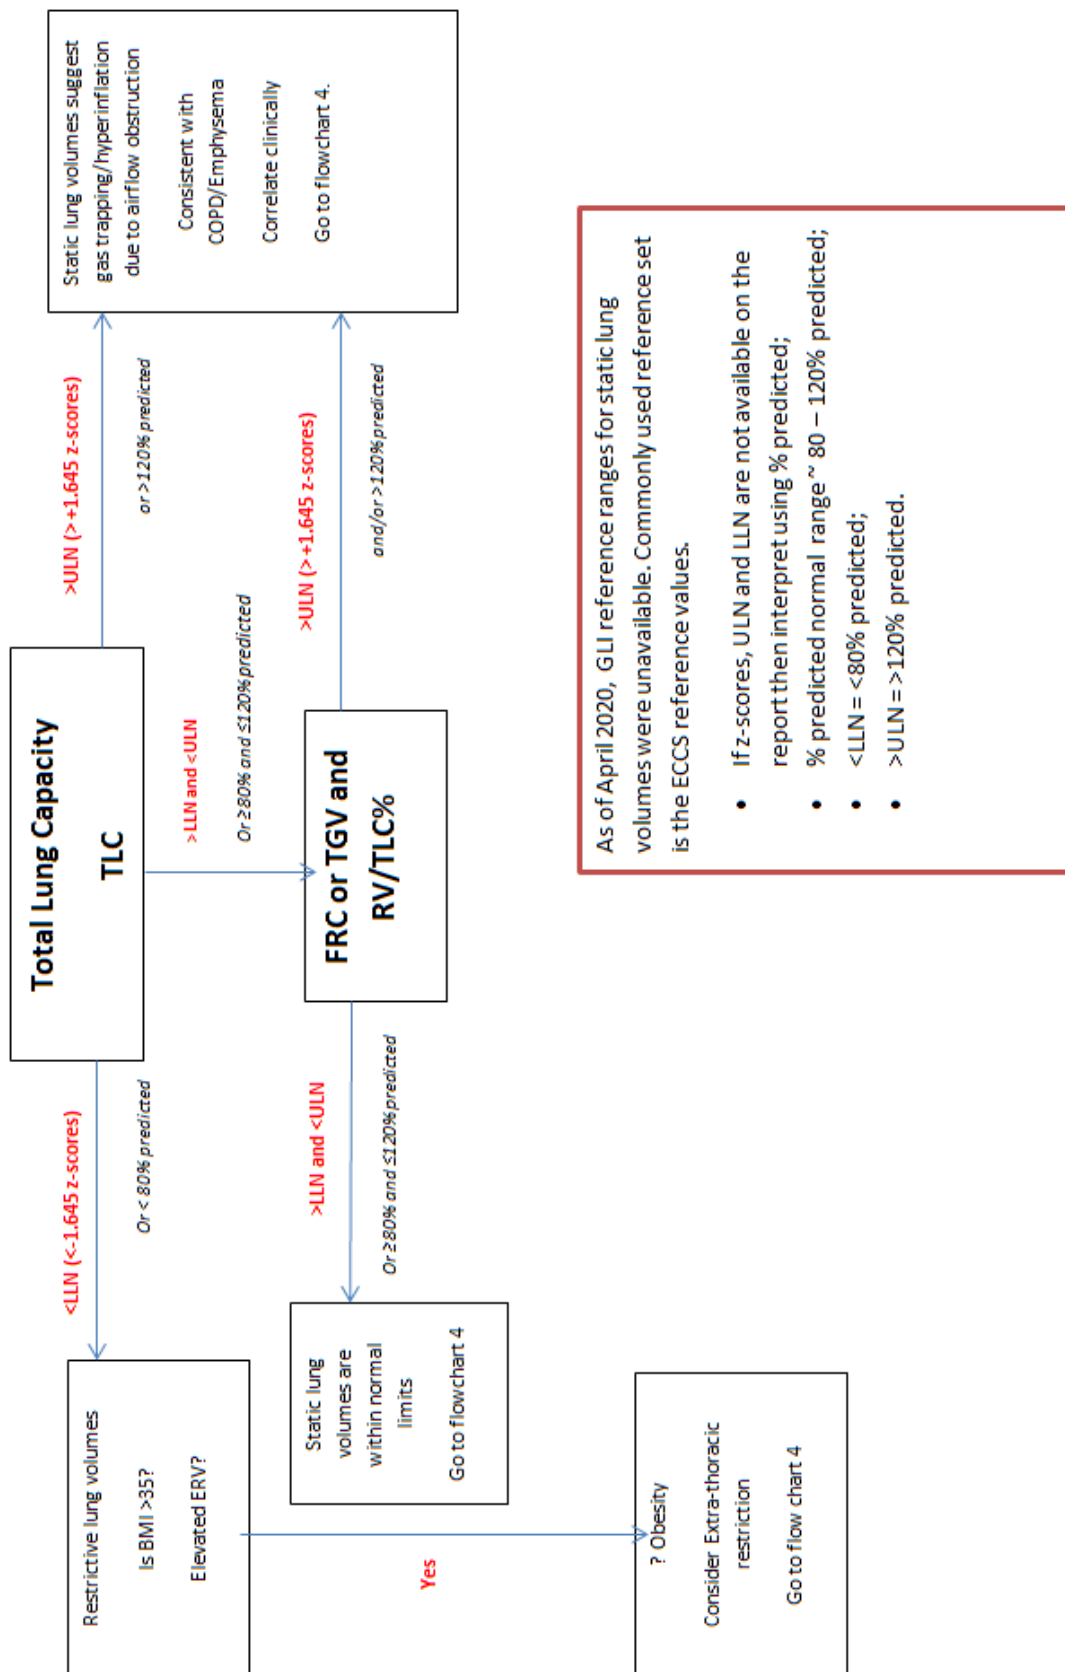 Total Lung Capacity
TLC
<LLN (<-1.645 z-scores)
Or < 80% predicted
>ULN (>+1.645 z-scores)
or >120% predicted
>LLN and <ULN
Or ≥80% and ≤120% predicted
Restrictive lung volumes
Is BMI >35?
Elevated ERV?
Static lung volumes suggest
gas trapping/hyperinflation
due to airflow obstruction
Consistent with
COPD/Emphysema
Correlate clinically
Go to flowchart 4.
FRC or TGV and
RV/TLC%
>LLN and <ULN
Or ≥80% and ≤120% predicted
>ULN (>+1.645 z-scores)
and/or >120% predicted
Static lung
volumes are
within normal
limits
Go to flowchart 4
Yes
? Obesity
Consider Extra-thoracic
restriction
Go to flow chart 4
As of April 2020, GLI reference ranges for static lung
volumes were unavailable. Commonly used reference set
is the ECCS reference values.
• If z-scores, ULN and LLN are not available on the
report then interpret using % predicted;
• % predicted normal range ~ 80 – 120% predicted;
• <LLN = <80% predicted;
• >ULN = >120% predicted.